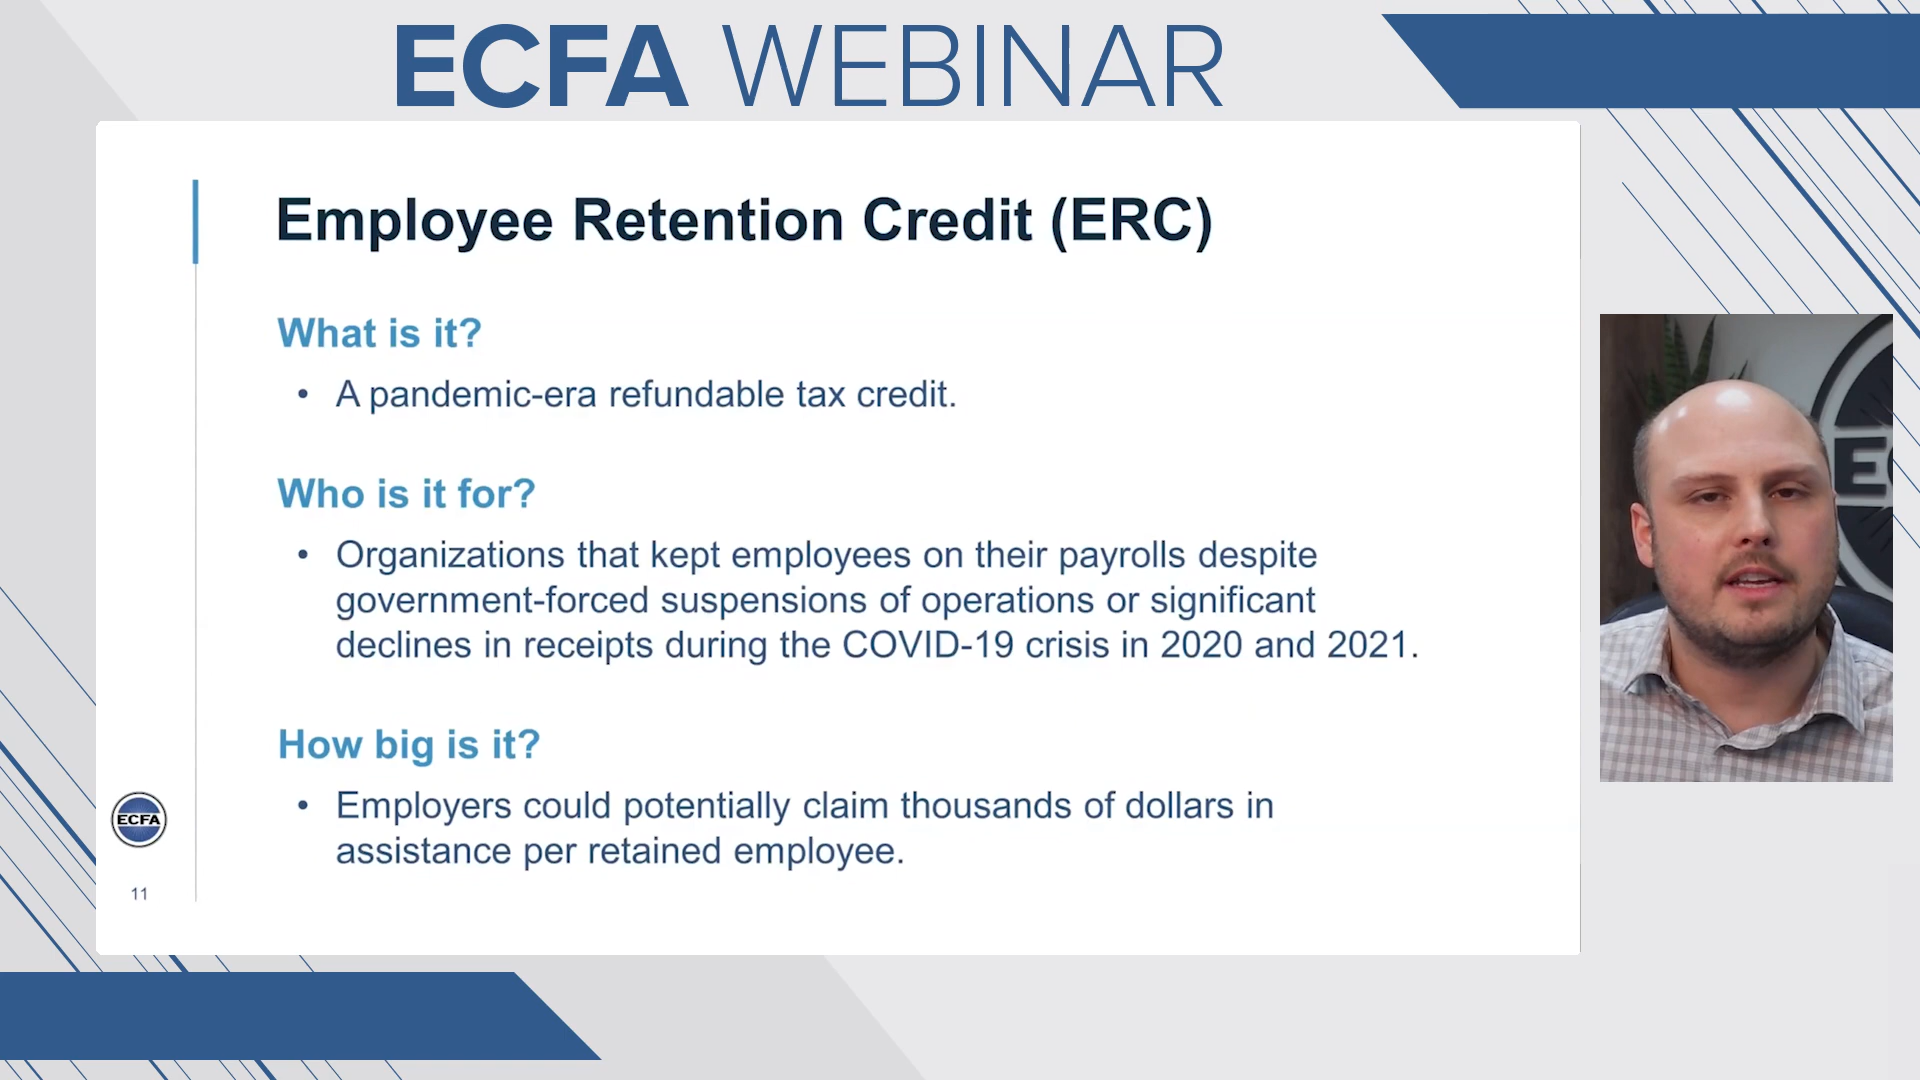 ECFA WEBINAR
Employee Retention Credit (ERC)
What is it?
• A pandemic-era refundable tax credit.
Who is it for?
• Organizations that kept employees on their payrolls despite
government-forced suspensions of operations or significant
declines in receipts during the COVID-19 crisis in 2020 and 2021.
How big is it?
• Employers could potentially claim thousands of dollars in
assistance per retained employee.
ECFA
11